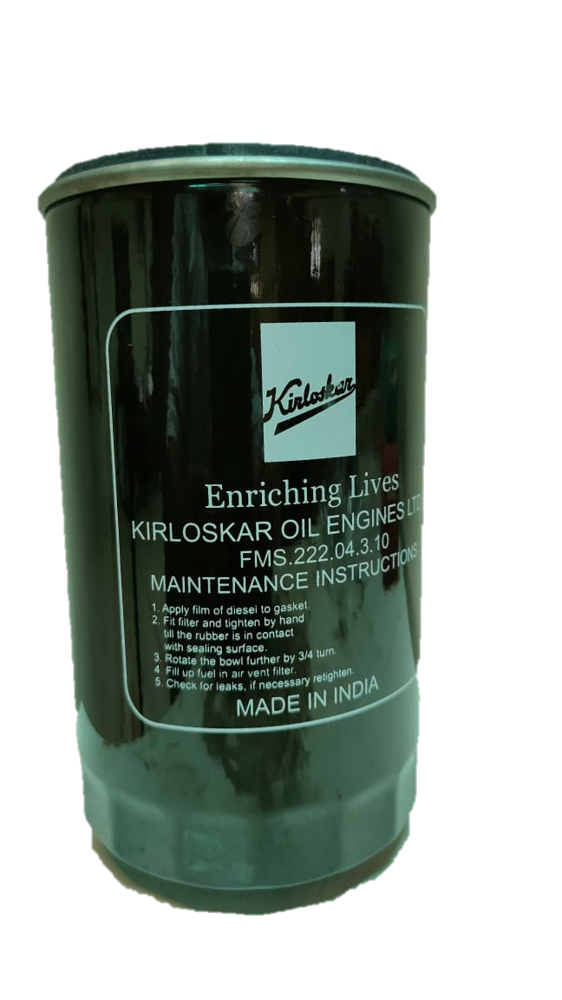 Kirloskar
Enriching Lives
KIRLOSKAR OIL ENGINES LTD
FMS.222.04.3.10
MAINTENANCE INSTRUCTIONS
1. Apply film of diesel to gasket.
2. Fit filter and tighten by hand
till the rubber is in contact
with sealing surface.
3. Rotate the bowl further by 3/4 turn.
4 Fill up fuel in air vent filter.
5. Check for leaks, if necessary retighten.
MADE IN INDIA